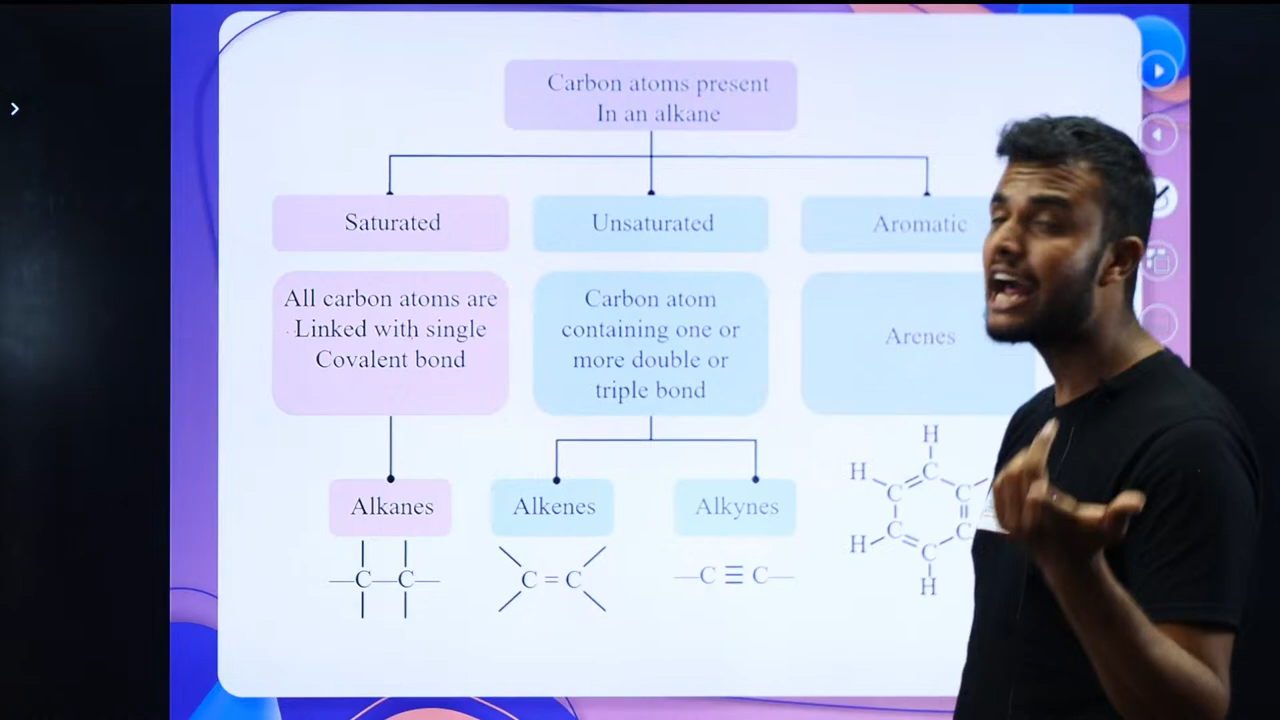 Carbon atoms present
In an alkane
Saturated
Unsaturated
Aromatic
All carbon atoms are
Linked with single
Covalent bond
Carbon atom
containing one or
more double or
triple bond
Arenes
Alkanes
Alkenes
Alkynes
—C—C—
C=C
—C≡C—
H
H
C
C
C
C
C
H
C
H